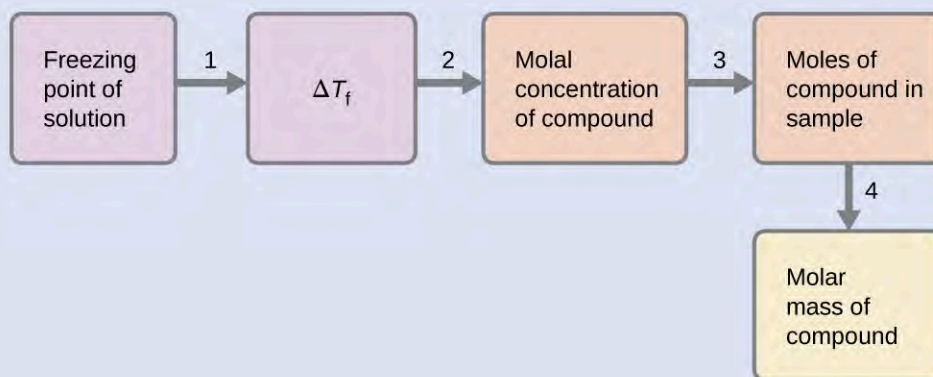 Freezing
point of
solution
1
ΔTf
2
Molal
concentration
of compound
3
Moles of
compound in
sample
4
Molar
mass of
compound